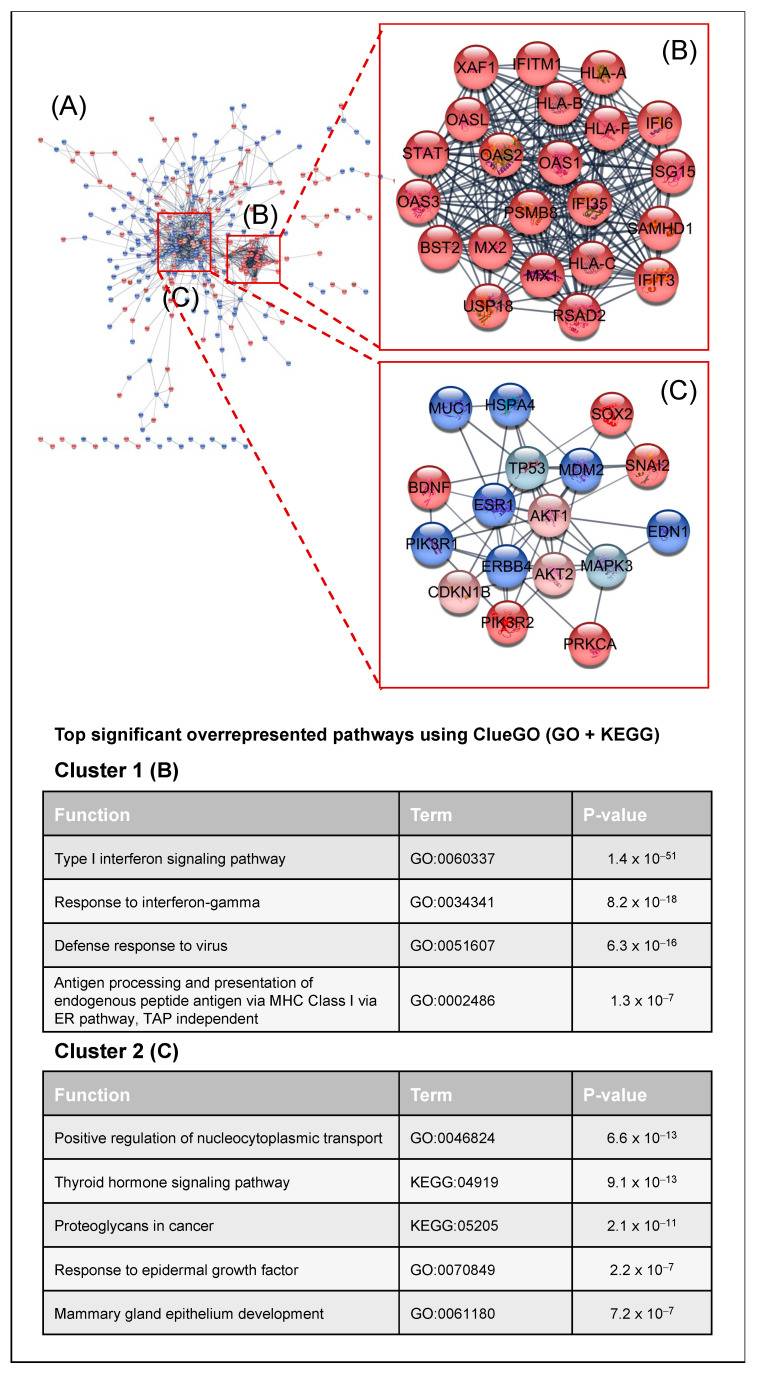 (A)
(B)
(C)
(B)
XAF1
IFITM1
HLA-A
HLA-B
OASL
HLA-F
IFI6
STAT1
OAS2
OAS1
SG15
OAS3
PSMB8
IFI35
SAMHD1
BST2
MX2
HLA-C
MX1
IFIT3
USP18
RSAD2
(C)
MUC1
HSPA4
SOX2
TP53
MDM2
SNAI2
BDNF
ESR1
AKT1
EDN1
PIK3R1
ERBB4
AKT2
MAPK3
CDKN1B
PIK3R2
PRKCA
Top significant overrepresented pathways using ClueGO (GO + KEGG)
Cluster 1 (B)
Function Term P-value
Type I interferon signaling pathway GO:0060337 1.4 x 10⁻⁵¹
Response to interferon-gamma GO:0034341 8.2 x 10⁻¹⁸
Defense response to virus GO:0051607 6.3 x 10⁻¹⁶
Antigen processing and presentation of
endogenous peptide antigen via MHC Class I via GO:0002486 1.3 x 10⁻⁷
ER pathway, TAP independent
Cluster 2 (C)
Function Term P-value
Positive regulation of nucleocytoplasmic transport GO:0046824 6.6 x 10⁻¹³
Thyroid hormone signaling pathway KEGG:04919 9.1 x 10⁻¹³
Proteoglycans in cancer KEGG:05205 2.1 x 10⁻¹¹
Response to epidermal growth factor GO:0070849 2.2 x 10⁻⁷
Mammary gland epithelium development GO:0061180 7.2 x 10⁻⁷